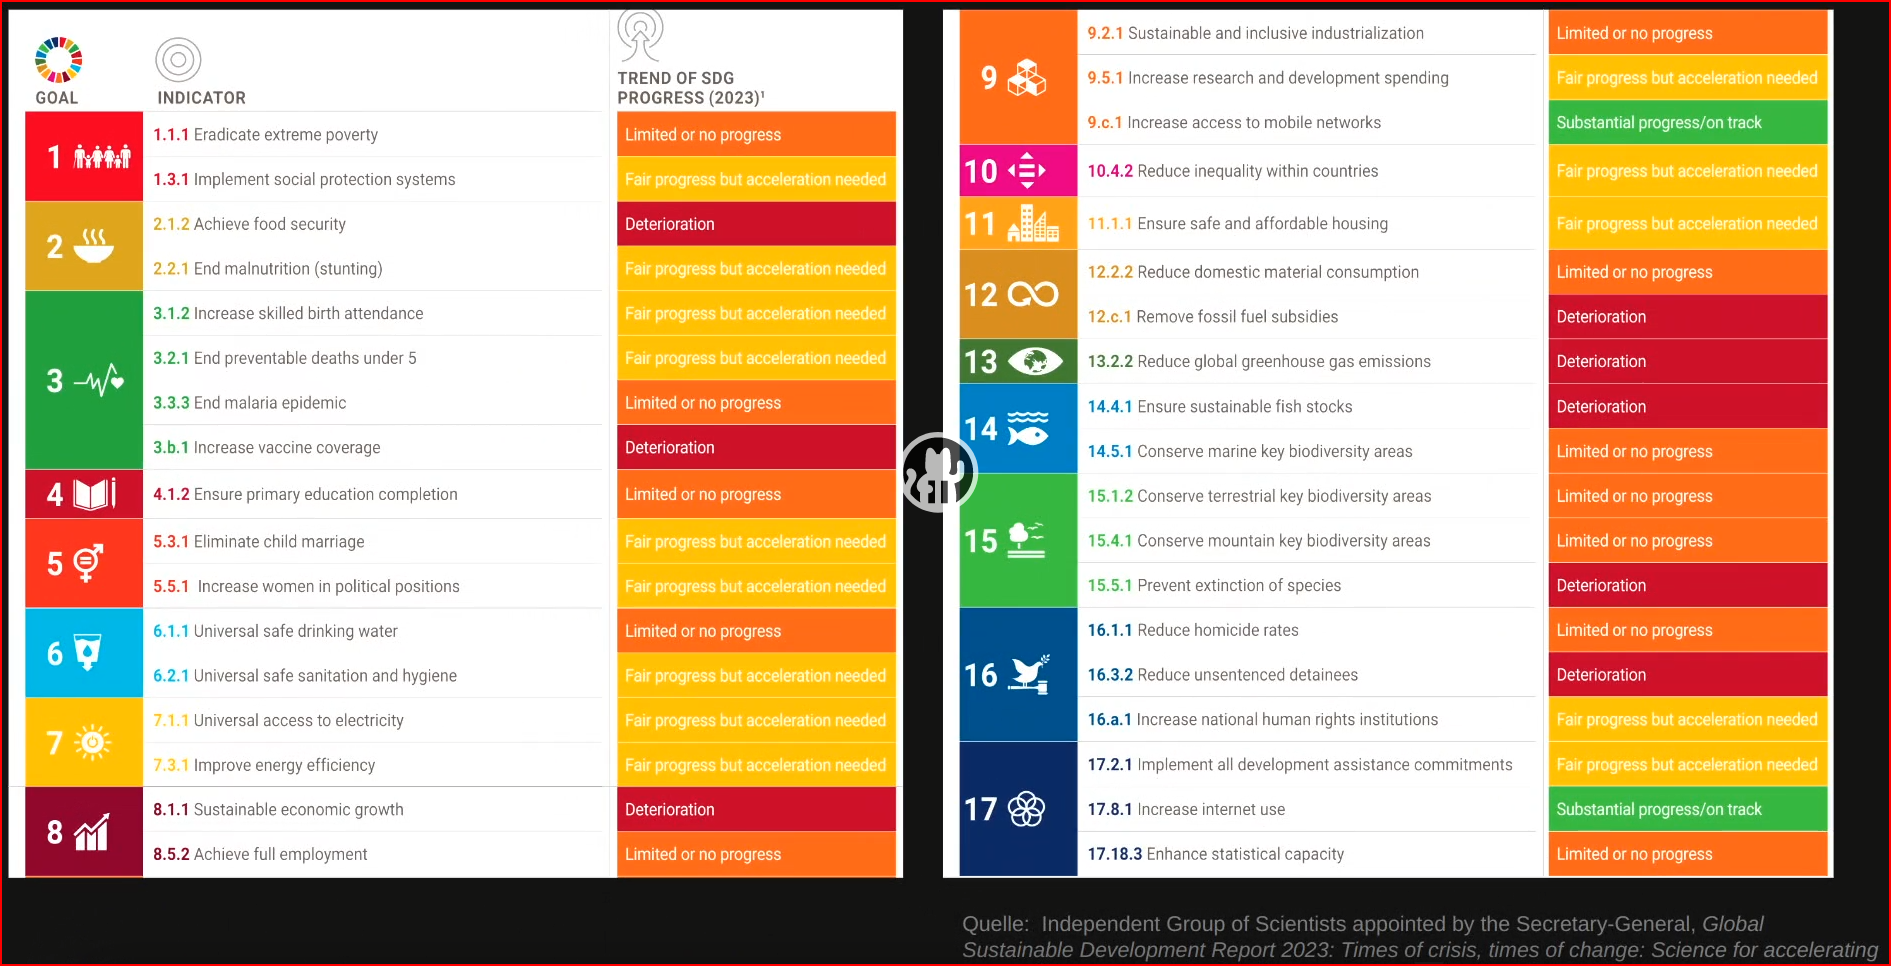 GOAL
INDICATOR
TREND OF SDG
PROGRESS (2023)¹
1
1.1.1 Eradicate extreme poverty
Limited or no progress
1.3.1 Implement social protection systems
Fair progress but acceleration needed
2
2.1.2 Achieve food security
Deterioration
2.2.1 End malnutrition (stunting)
Fair progress but acceleration needed
3
3.1.2 Increase skilled birth attendance
Fair progress but acceleration needed
3.2.1 End preventable deaths under 5
Fair progress but acceleration needed
3.3.3 End malaria epidemic
Limited or no progress
3.b.1 Increase vaccine coverage
Deterioration
4
4.1.2 Ensure primary education completion
Limited or no progress
5
5.3.1 Eliminate child marriage
Fair progress but acceleration needed
5.5.1 Increase women in political positions
Fair progress but acceleration needed
6
6.1.1 Universal safe drinking water
Limited or no progress
6.2.1 Universal safe sanitation and hygiene
Fair progress but acceleration needed
7
7.1.1 Universal access to electricity
Fair progress but acceleration needed
7.3.1 Improve energy efficiency
Fair progress but acceleration needed
8
8.1.1 Sustainable economic growth
Deterioration
8.5.2 Achieve full employment
Limited or no progress
9
9.2.1 Sustainable and inclusive industrialization
Limited or no progress
9.5.1 Increase research and development spending
Fair progress but acceleration needed
9.c.1 Increase access to mobile networks
Substantial progress/on track
10
10.4.2 Reduce inequality within countries
Fair progress but acceleration needed
11
11.1.1 Ensure safe and affordable housing
Fair progress but acceleration needed
12
12.2.2 Reduce domestic material consumption
Limited or no progress
12.c.1 Remove fossil fuel subsidies
Deterioration
13
13.2.2 Reduce global greenhouse gas emissions
Deterioration
14
14.4.1 Ensure sustainable fish stocks
Deterioration
14.5.1 Conserve marine key biodiversity areas
Limited or no progress
15
15.1.2 Conserve terrestrial key biodiversity areas
Limited or no progress
15.4.1 Conserve mountain key biodiversity areas
Limited or no progress
15.5.1 Prevent extinction of species
Deterioration
16
16.1.1 Reduce homicide rates
Limited or no progress
16.3.2 Reduce unsentenced detainees
Deterioration
16.a.1 Increase national human rights institutions
Fair progress but acceleration needed
17
17.2.1 Implement all development assistance commitments
Fair progress but acceleration needed
17.8.1 Increase internet use
Substantial progress/on track
17.18.3 Enhance statistical capacity
Limited or no progress
Quelle: Independent Group of Scientists appointed by the Secretary-General, Global
Sustainable Development Report 2023: Times of crisis, times of change: Science for accelerating